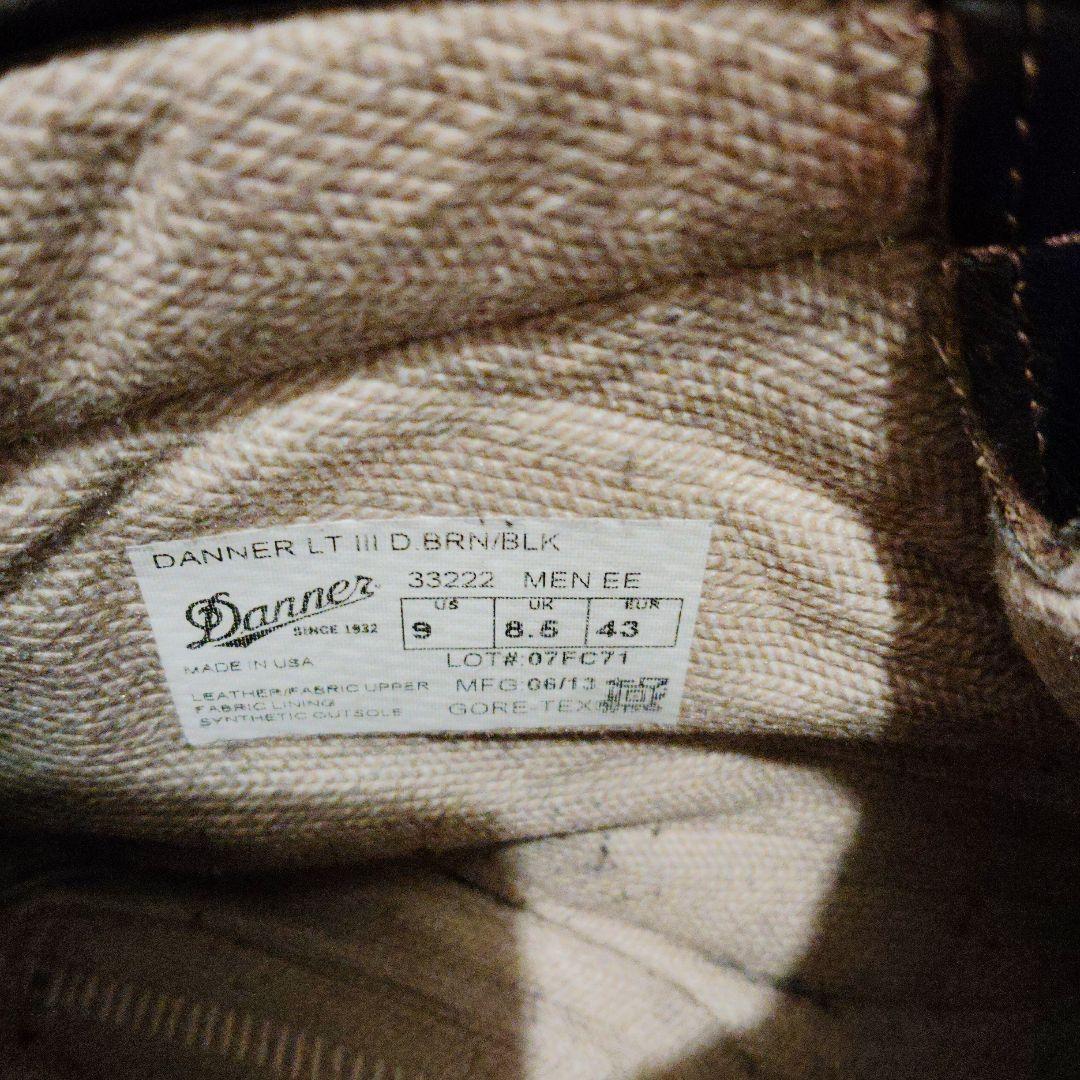 DANNER LT III D.BRN/BLK
Danner
SINCE 1932
33222 MEN EE
US UK EUR
9 8.5 43
MADE IN USA
LOT#:07FC71
LEATHER/FABRIC UPPER
FABRIC LINING
SYNTHETIC OUTSOLE
MFG:06/13
GORE-TEX